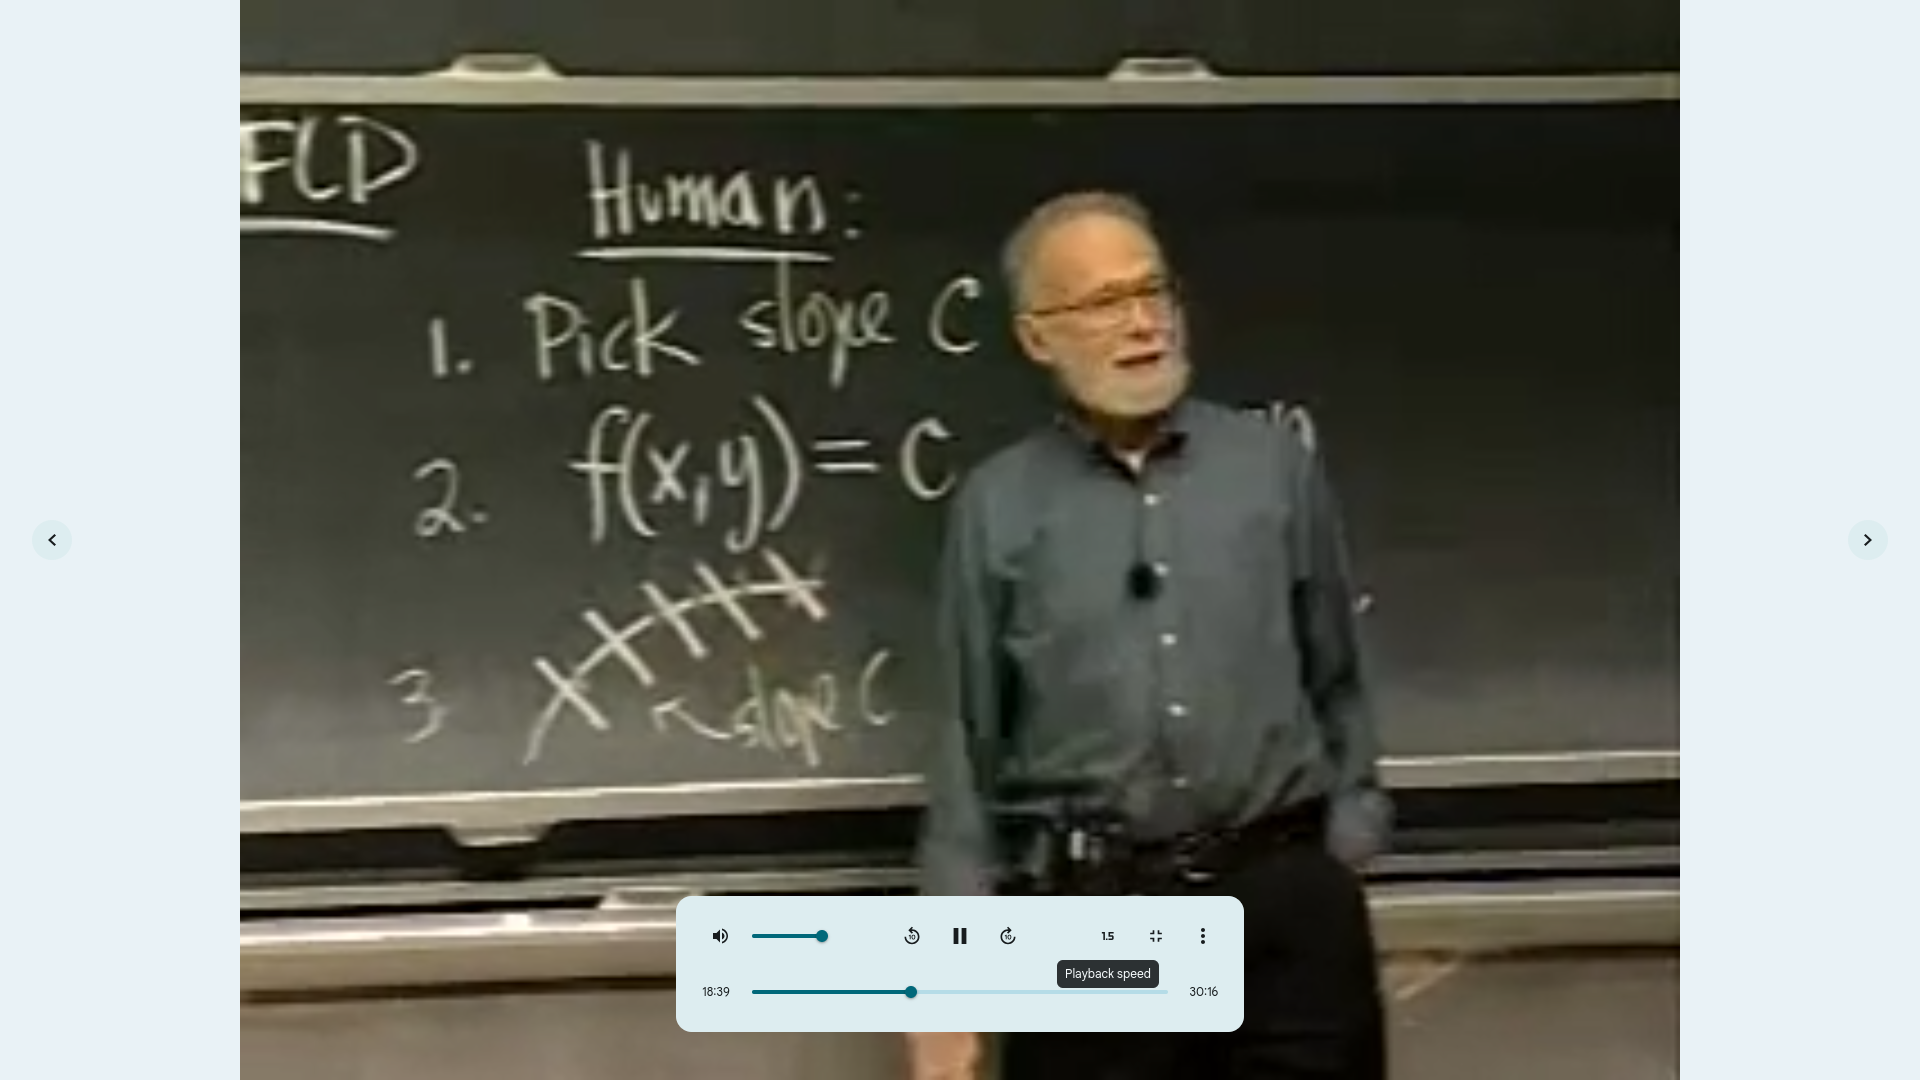 FLD
Human:
1. Pick slope C
2. f(x,y) = C
3
slope C
1.5
Playback speed
18:39
30:16